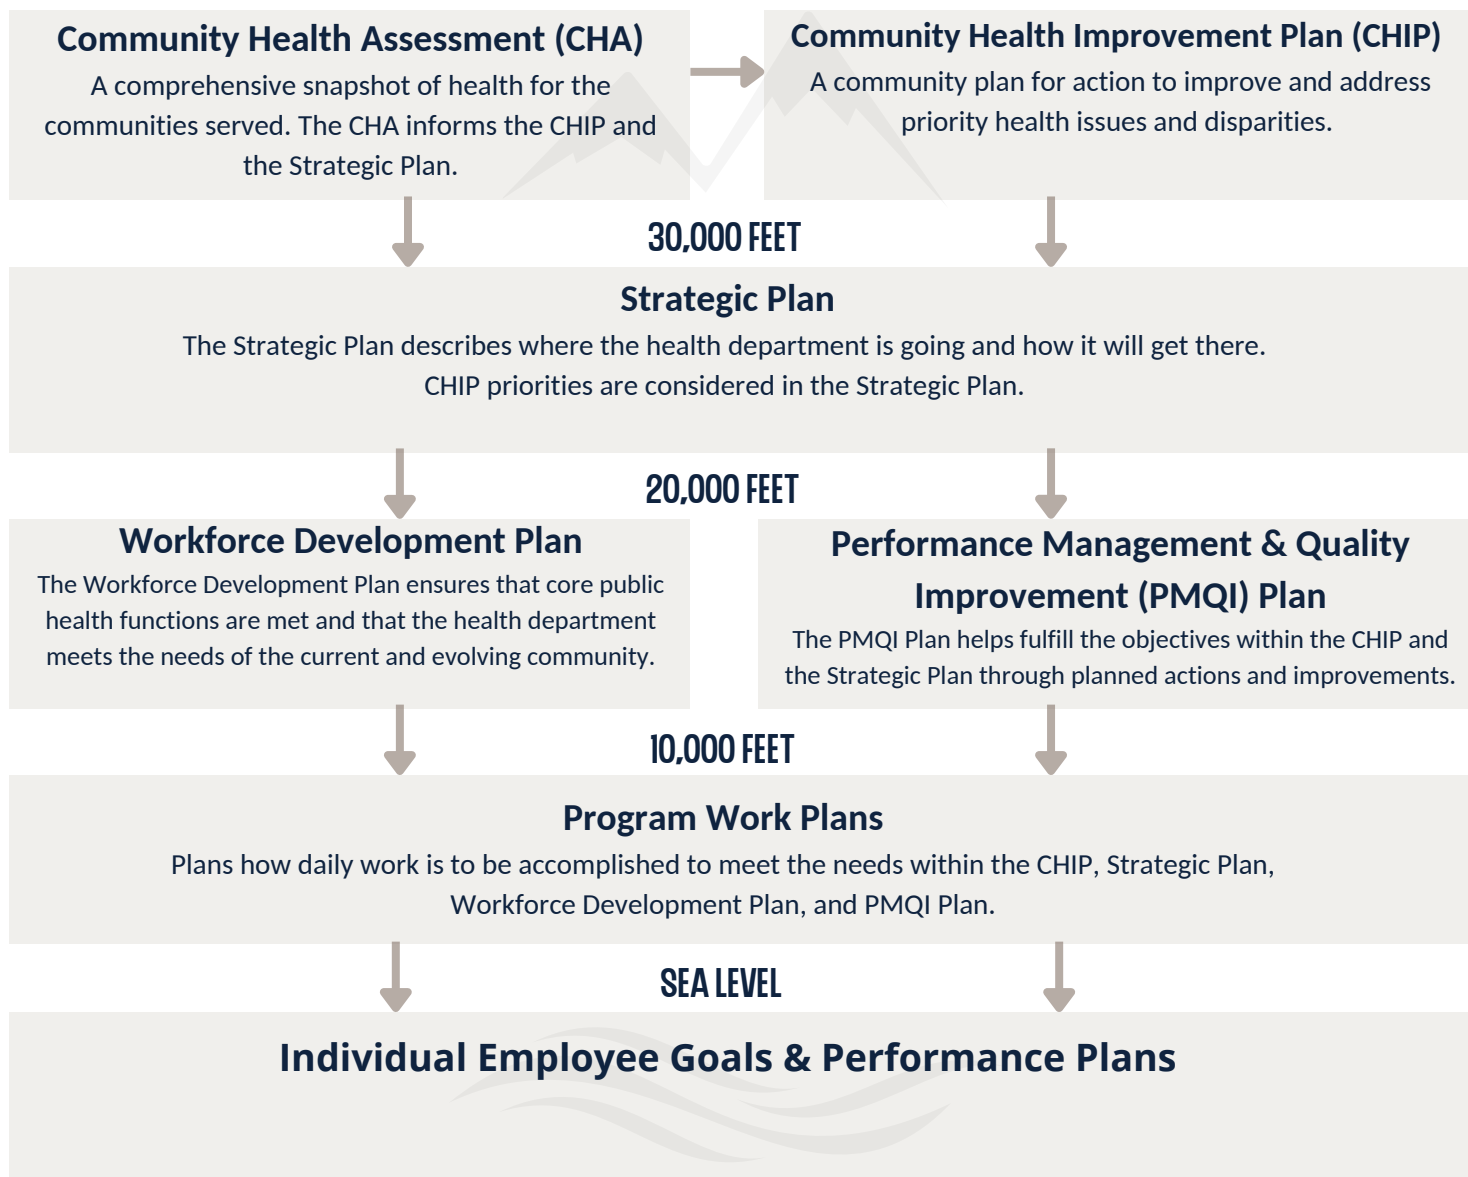 Community Health Assessment (CHA)
A comprehensive snapshot of health for the
communities served. The CHA informs the CHIP and
the Strategic Plan.
Community Health Improvement Plan (CHIP)
A community plan for action to improve and address
priority health issues and disparities.
30,000 FEET
Strategic Plan
The Strategic Plan describes where the health department is going and how it will get there.
CHIP priorities are considered in the Strategic Plan.
20,000 FEET
Workforce Development Plan
The Workforce Development Plan ensures that core public
health functions are met and that the health department
meets the needs of the current and evolving community.
Performance Management & Quality
Improvement (PMQI) Plan
The PMQI Plan helps fulfill the objectives within the CHIP and
the Strategic Plan through planned actions and improvements.
10,000 FEET
Program Work Plans
Plans how daily work is to be accomplished to meet the needs within the CHIP, Strategic Plan,
Workforce Development Plan, and PMQI Plan.
SEA LEVEL
Individual Employee Goals & Performance Plans